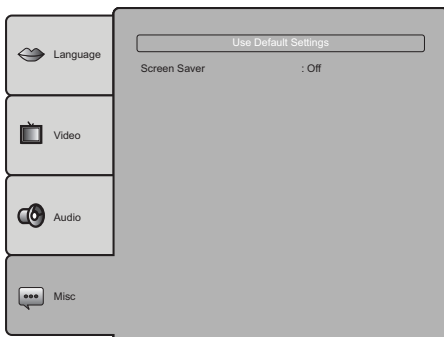 Language
Video
Audio
Misc
Use Default Settings
Screen Saver : Off